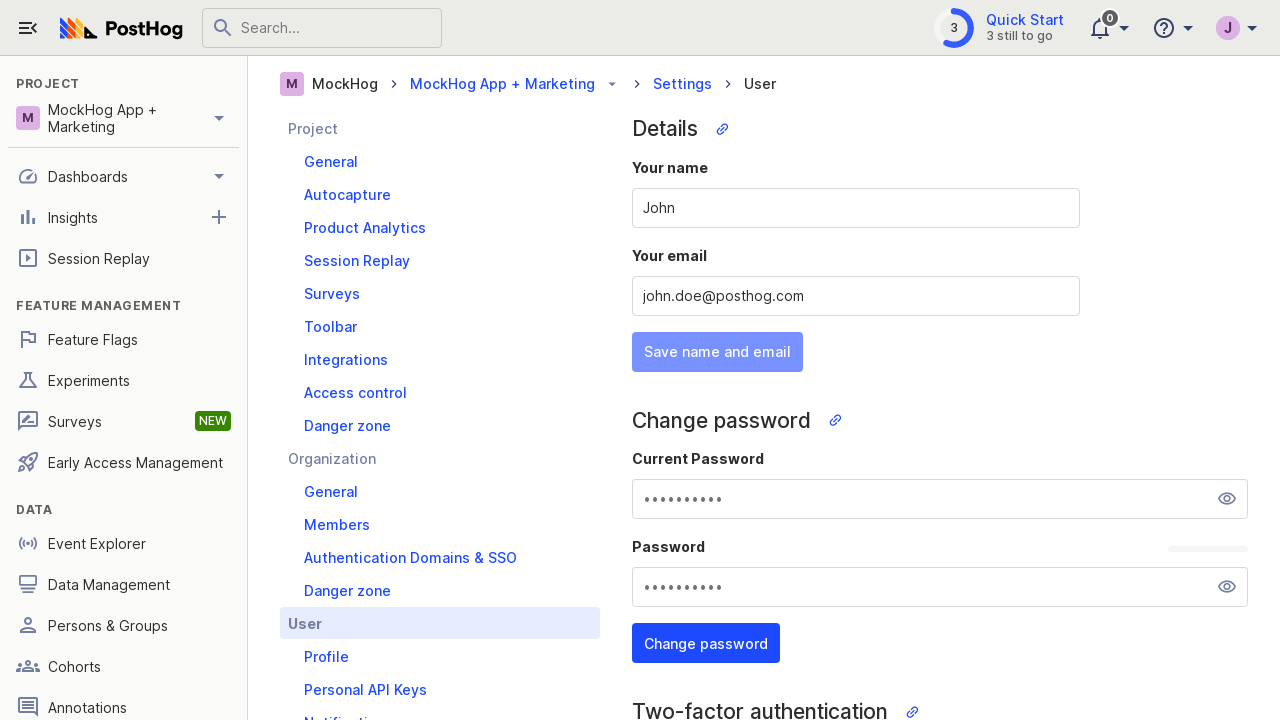 PostHog
Search...
3
Quick Start
3 still to go
0
J
PROJECT
M
MockHog App +
Marketing
Dashboards
Insights
Session Replay
FEATURE MANAGEMENT
Feature Flags
Experiments
Surveys
NEW
Early Access Management
DATA
Event Explorer
Data Management
Persons & Groups
Cohorts
Annotations
M
MockHog
MockHog App + Marketing
Settings
User
Project
General
Autocapture
Product Analytics
Session Replay
Surveys
Toolbar
Integrations
Access control
Danger zone
Organization
General
Members
Authentication Domains & SSO
Danger zone
User
Profile
Personal API Keys
Details
Your name
John
Your email
john.doe@posthog.com
Save name and email
Change password
Current Password
••••••••••
Password
••••••••••
Change password
Two-factor authentication